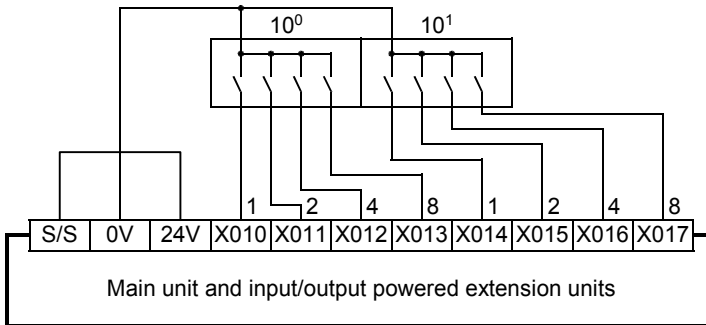 10⁰ 10¹
1 2 4 8 1 2 4 8
S/S 0V 24V X010 X011 X012 X013 X014 X015 X016 X017
Main unit and input/output powered extension units